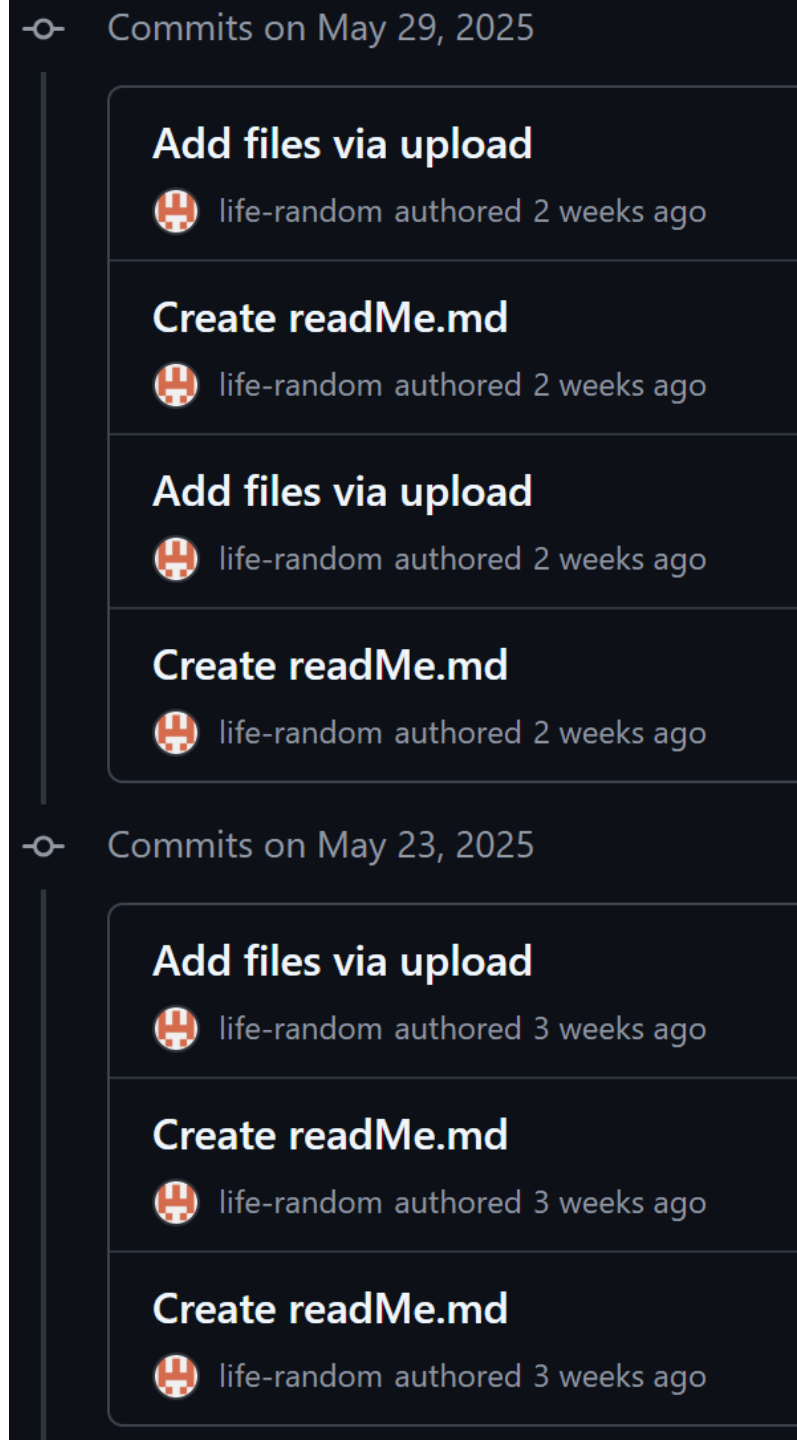 Commits on May 29, 2025
Add files via upload
life-random authored 2 weeks ago
Create readMe.md
life-random authored 2 weeks ago
Add files via upload
life-random authored 2 weeks ago
Create readMe.md
life-random authored 2 weeks ago
Commits on May 23, 2025
Add files via upload
life-random authored 3 weeks ago
Create readMe.md
life-random authored 3 weeks ago
Create readMe.md
life-random authored 3 weeks ago